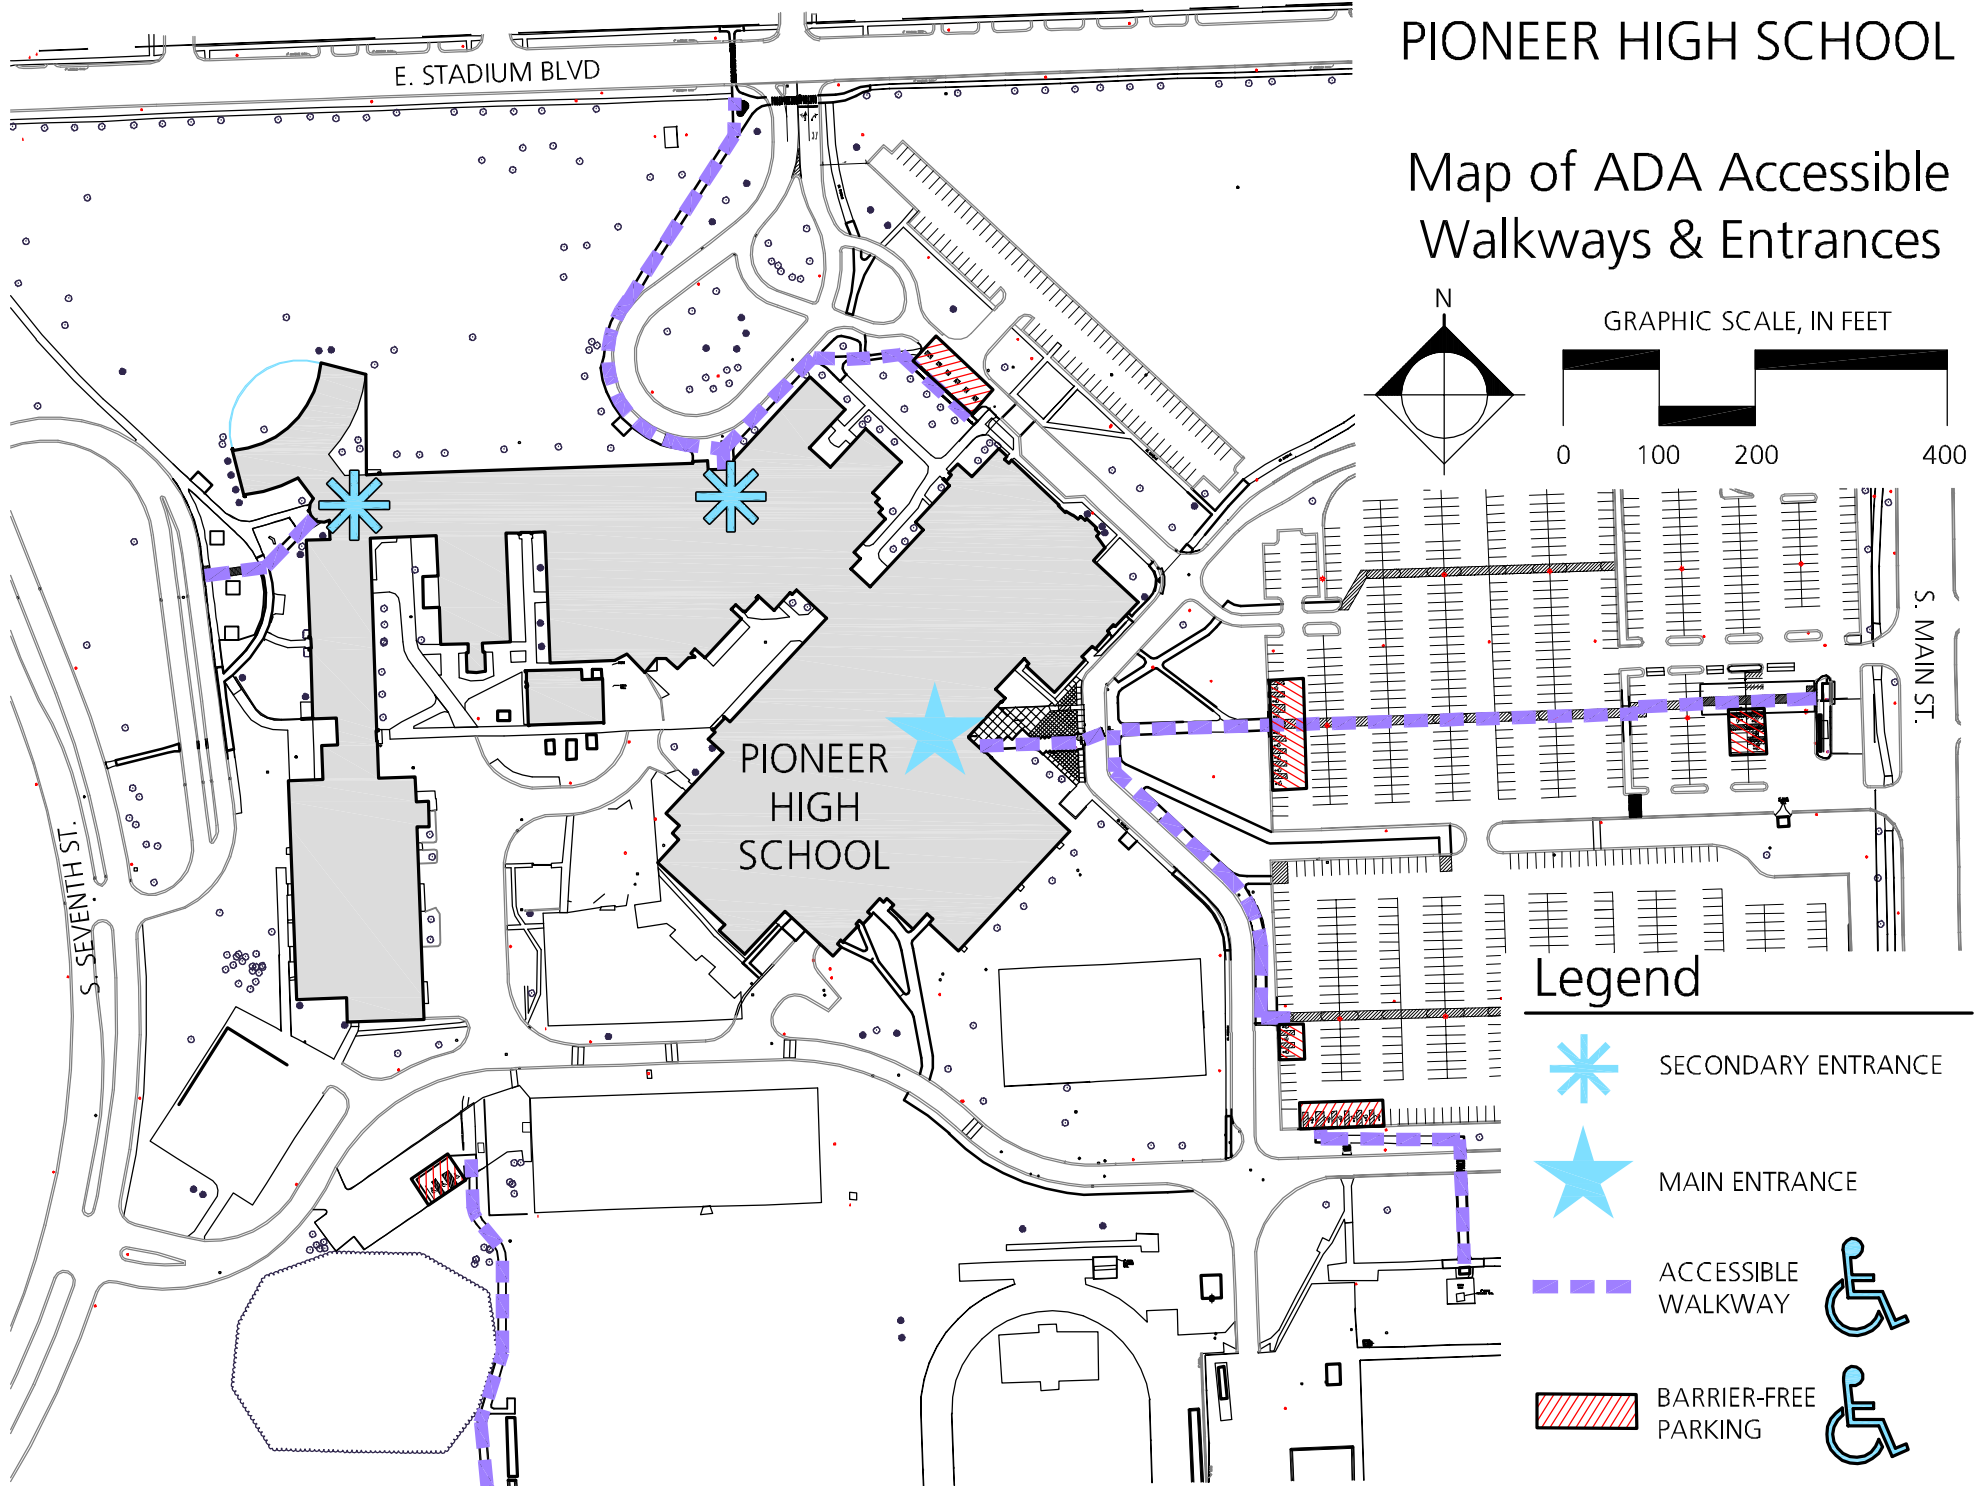 PIONEER HIGH SCHOOL
Map of ADA Accessible
Walkways & Entrances
E. STADIUM BLVD
N
GRAPHIC SCALE, IN FEET
0 100 200 400
S. MAIN ST.
PIONEER
HIGH
SCHOOL
S. SEVENTH ST.
Legend
SECONDARY ENTRANCE
MAIN ENTRANCE
ACCESSIBLE
WALKWAY
BARRIER-FREE
PARKING